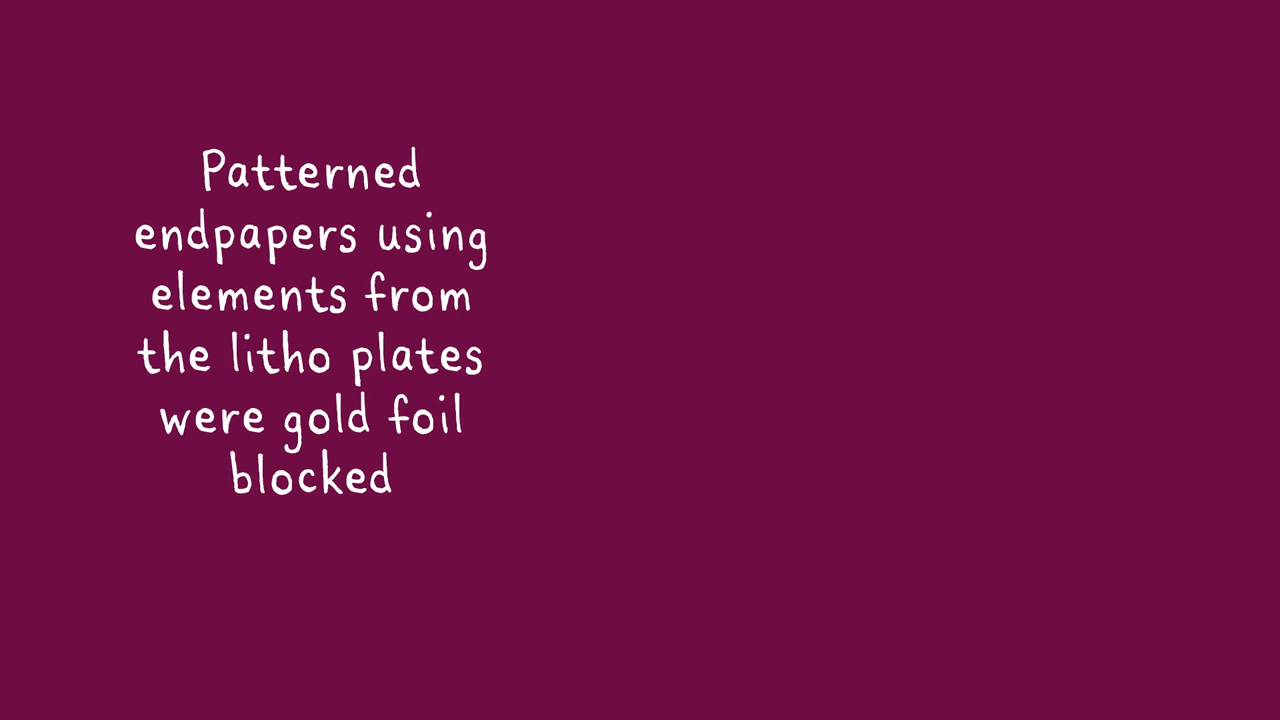 Patterned
endpapers using
elements from
the litho plates
were gold foil
blocked